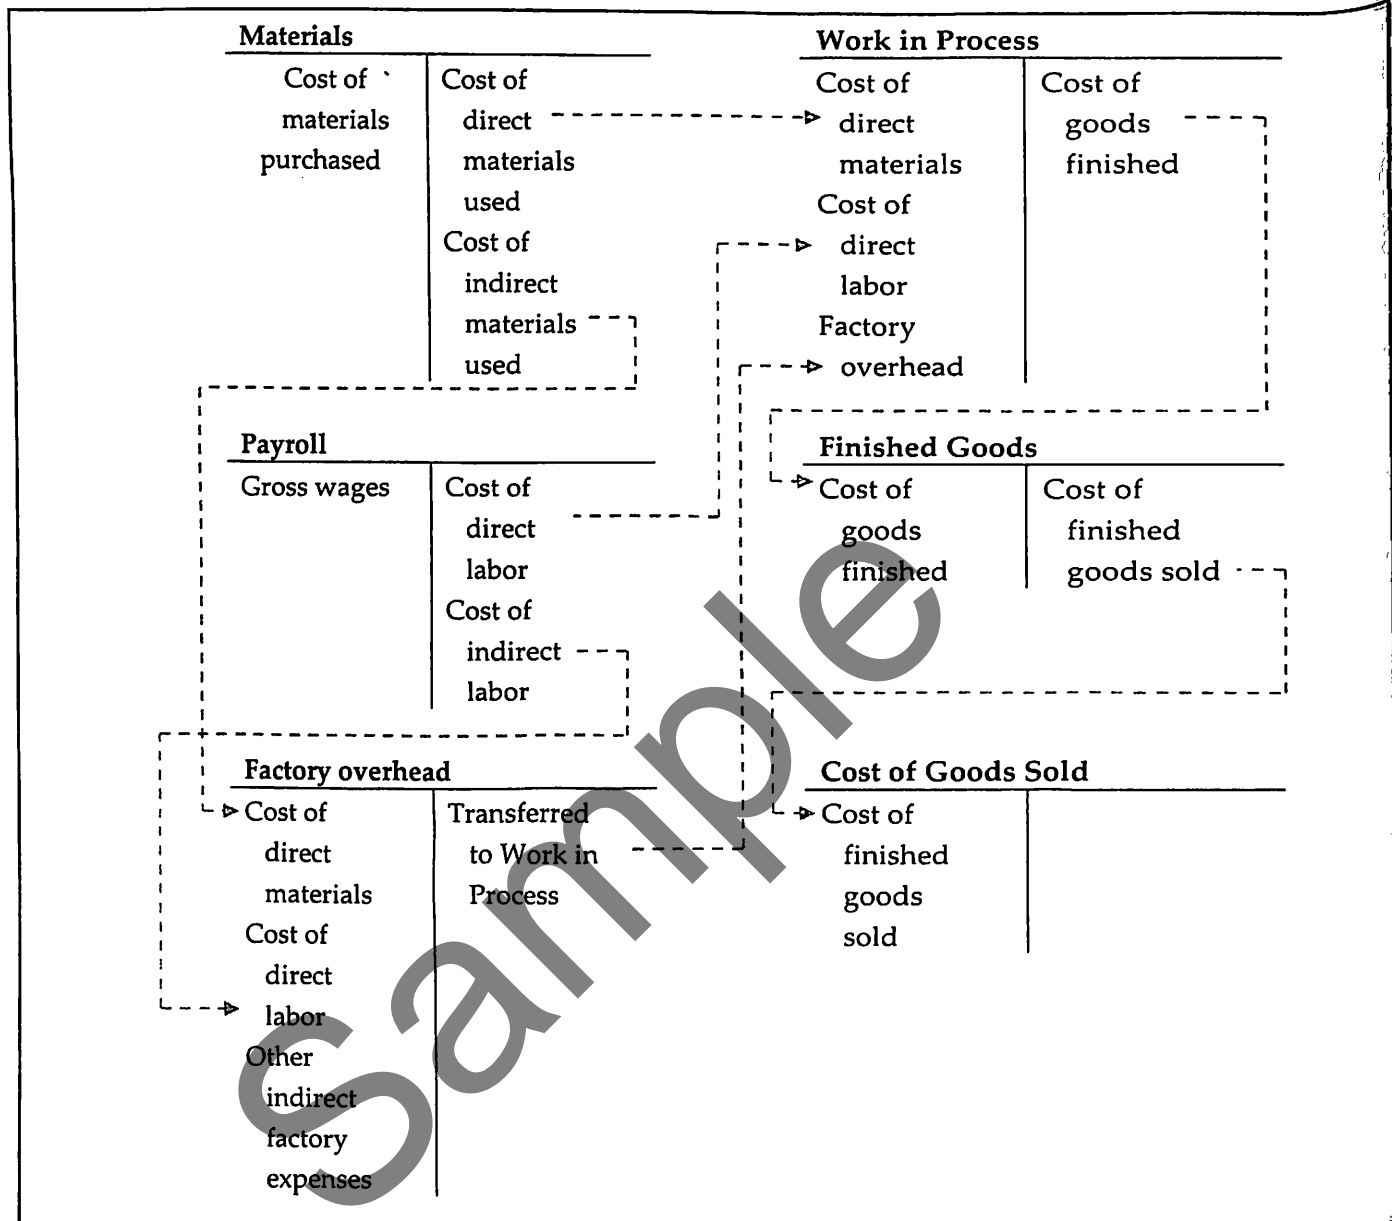 Materials
Cost of
materials
purchased
Cost of
direct
materials
used
Cost of
indirect
materials
used
Work in Process
Cost of
direct
materials
Cost of
direct
labor
Factory
overhead
Cost of
goods
finished
Payroll
Gross wages
Cost of
direct
labor
Cost of
indirect
labor
Finished Goods
Cost of
goods
finished
Cost of
finished
goods sold
Factory overhead
Cost of
direct
materials
Cost of
direct
labor
Other
indirect
factory
expenses
Transferred
to Work in
Process
Cost of Goods Sold
Cost of
finished
goods
sold
Sample